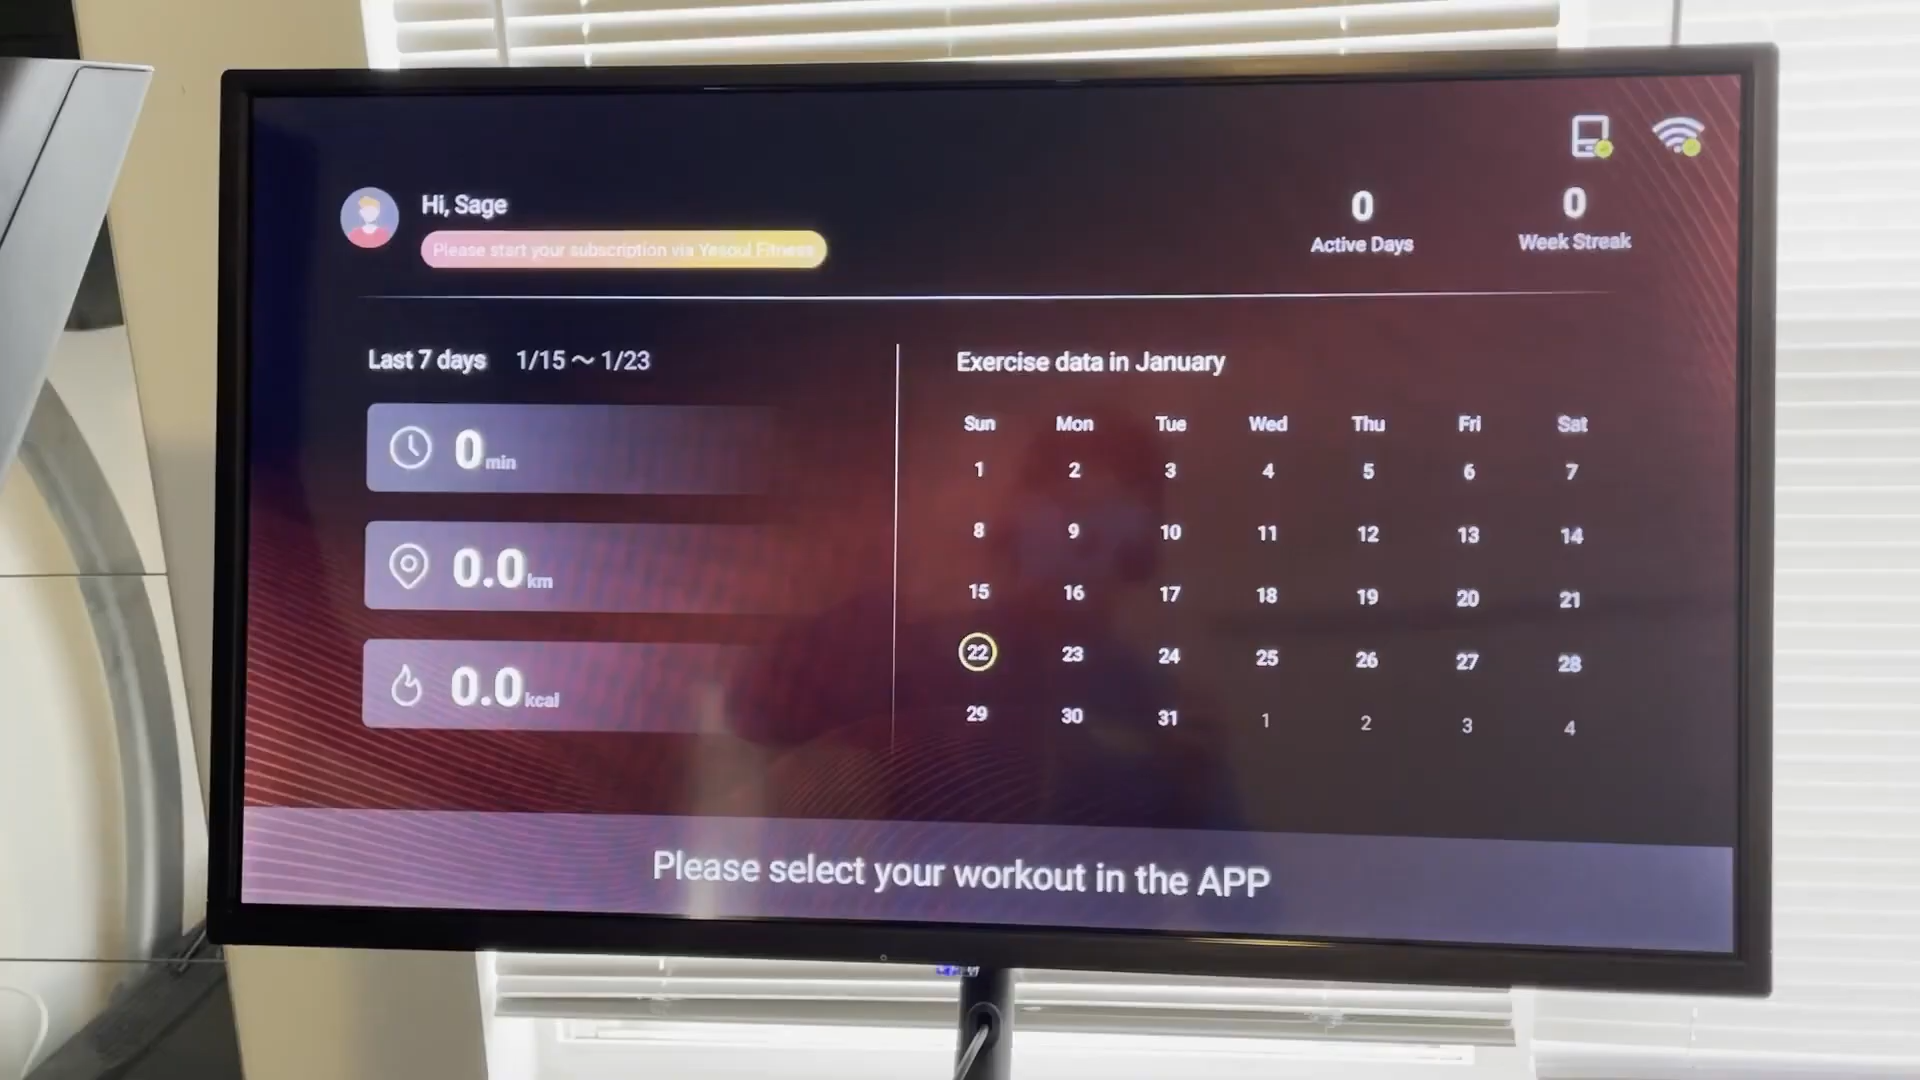 Hi, Sage
Please start your subscription via Yesoul Fitness
0
Active Days
0
Week Streak
Last 7 days 1/15～1/23
0 min
0.0 km
0.0 kcal
Exercise data in January
Sun Mon Tue Wed Thu Fri Sat
1 2 3 4 5 6 7
8 9 10 11 12 13 14
15 16 17 18 19 20 21
22 23 24 25 26 27 28
29 30 31 1 2 3 4
Please select your workout in the APP